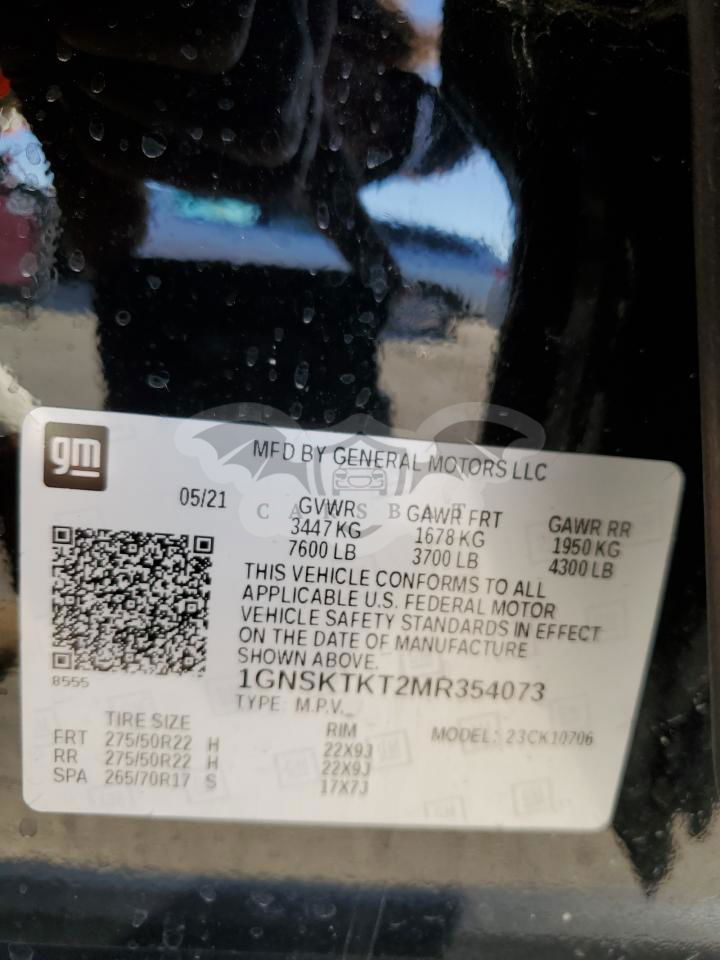 gm
MFD BY GENERAL MOTORS LLC
05/21
GVWR GAWR FRT GAWR RR
3447 KG 1678 KG 1950 KG
7600 LB 3700 LB 4300 LB
THIS VEHICLE CONFORMS TO ALL
APPLICABLE U.S. FEDERAL MOTOR
VEHICLE SAFETY STANDARDS IN EFFECT
ON THE DATE OF MANUFACTURE
SHOWN ABOVE.
8555
1GNSKTKT2MR354073
TYPE: M.P.V._
TIRE SIZE RIM MODEL: 23CK10706
FRT 275/50R22 H 22X9J
RR 275/50R22 H 22X9J
SPA 265/70R17 S 17X7J